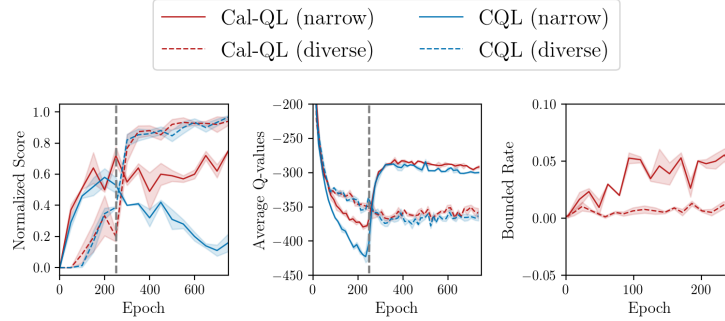 Cal-QL (narrow) CQL (narrow)
Cal-QL (diverse) CQL (diverse)
Normalized Score
1.0
0.8
0.6
0.4
0.2
0.0
0 200 400 600
Epoch
Average Q-values
−200
−250
−300
−350
−400
−450
0 200 400 600
Epoch
Bounded Rate
0.10
0.05
0.00
−0.05
0 100 200
Epoch